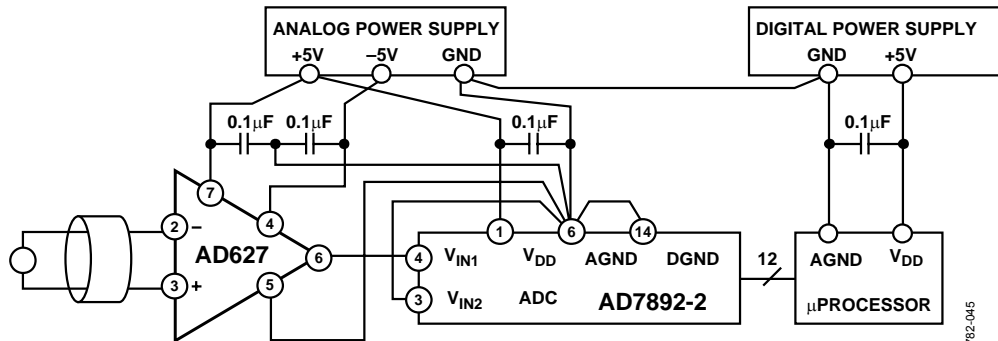 ANALOG POWER SUPPLY
+5V –5V GND
DIGITAL POWER SUPPLY
GND +5V
0.1μF 0.1μF 0.1μF 0.1μF
7
4
2 –
AD627
6
3 +
5
1 6 14
4 VIN1 VDD AGND DGND
3 VIN2 ADC AD7892-2
12
AGND VDD
μPROCESSOR
782-045